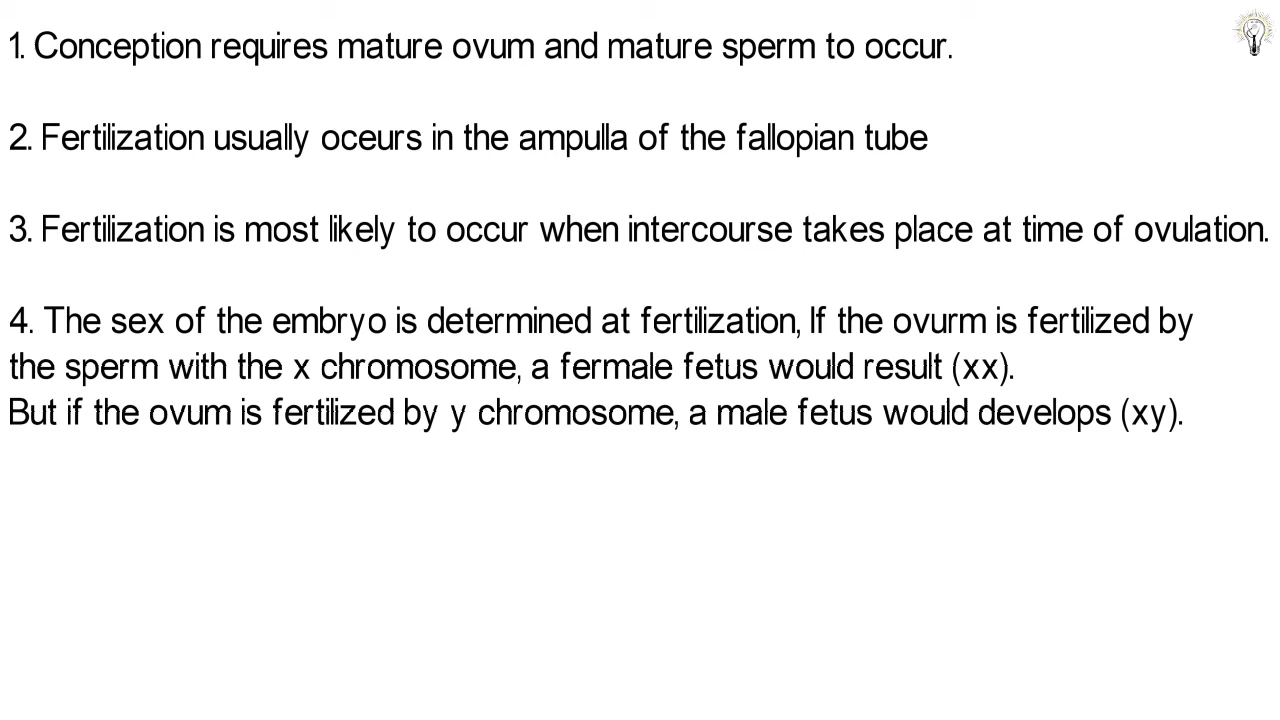 1. Conception requires mature ovum and mature sperm to occur.
2. Fertilization usually oceurs in the ampulla of the fallopian tube
3. Fertilization is most likely to occur when intercourse takes place at time of ovulation.
4. The sex of the embryo is determined at fertilization, If the ovurm is fertilized by
the sperm with the x chromosome, a fermale fetus would result (xx).
But if the ovum is fertilized by y chromosome, a male fetus would develops (xy).